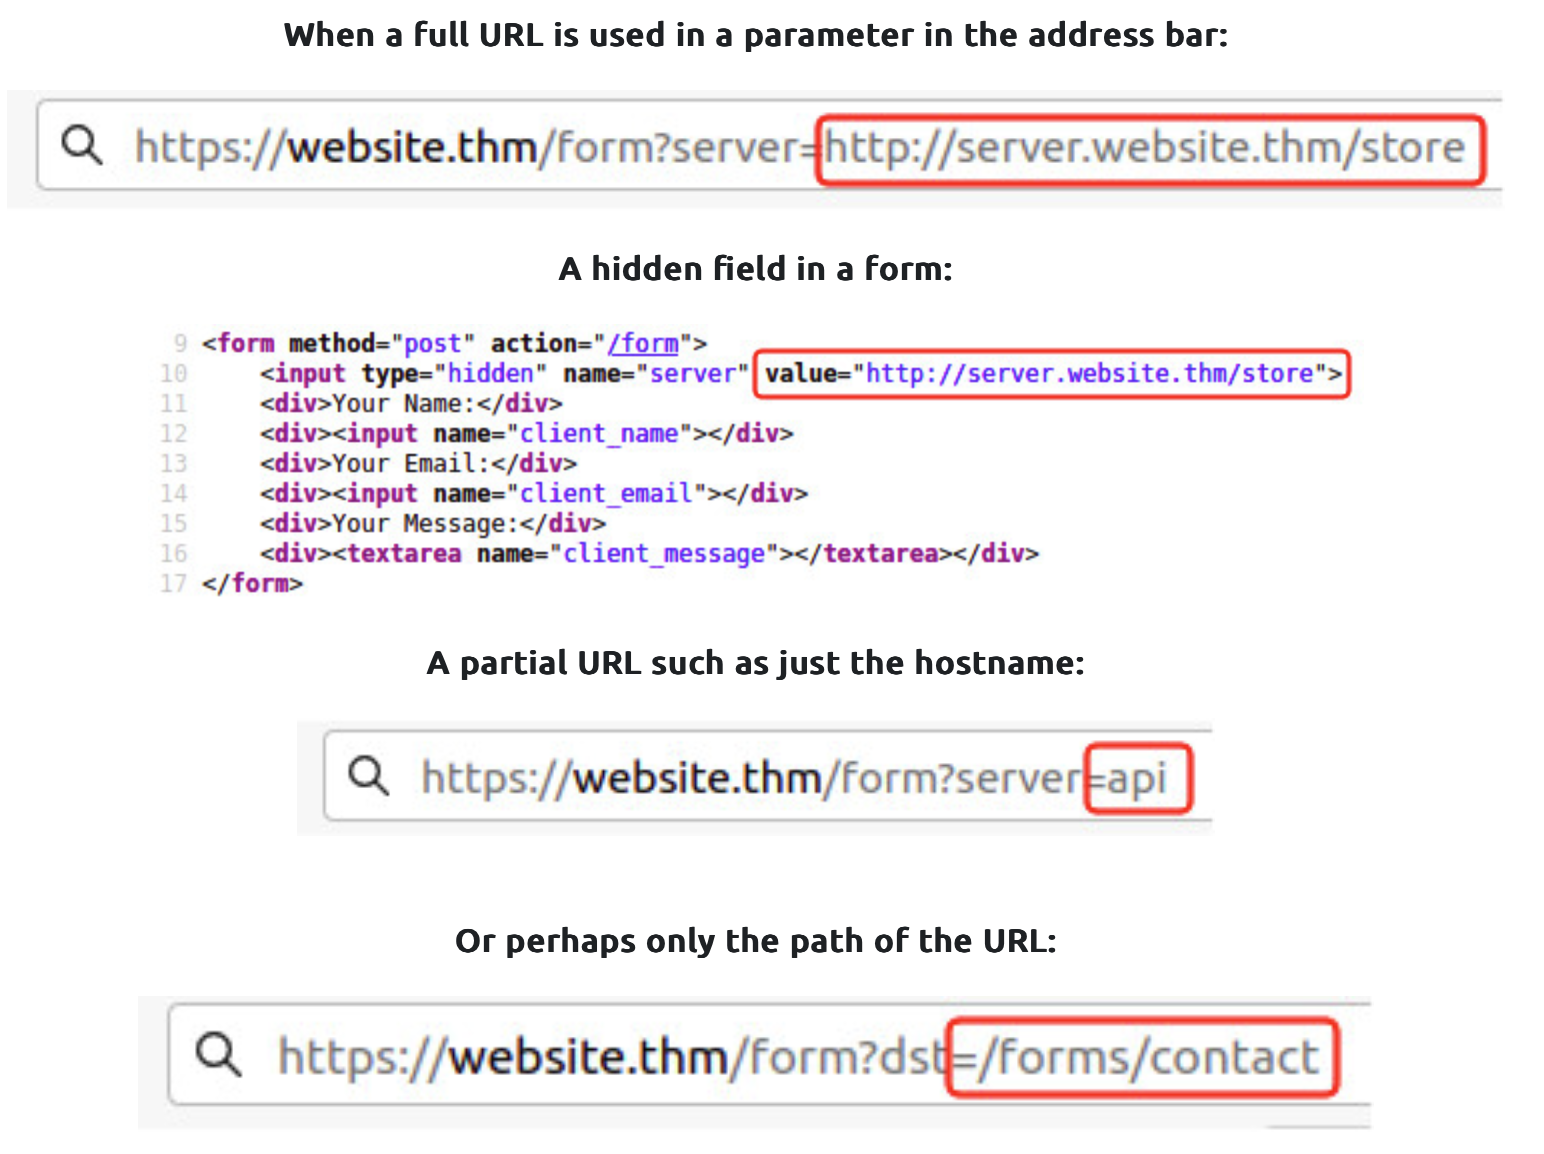 When a full URL is used in a parameter in the address bar:
https://website.thm/form?server=http://server.website.thm/store
A hidden field in a form:
9 <form method="post" action="/form">
10     <input type="hidden" name="server" value="http://server.website.thm/store">
11     <div>Your Name:</div>
12     <div><input name="client_name"></div>
13     <div>Your Email:</div>
14     <div><input name="client_email"></div>
15     <div>Your Message:</div>
16     <div><textarea name="client_message"></textarea></div>
17 </form>
A partial URL such as just the hostname:
https://website.thm/form?server=api
Or perhaps only the path of the URL:
https://website.thm/form?dst=/forms/contact